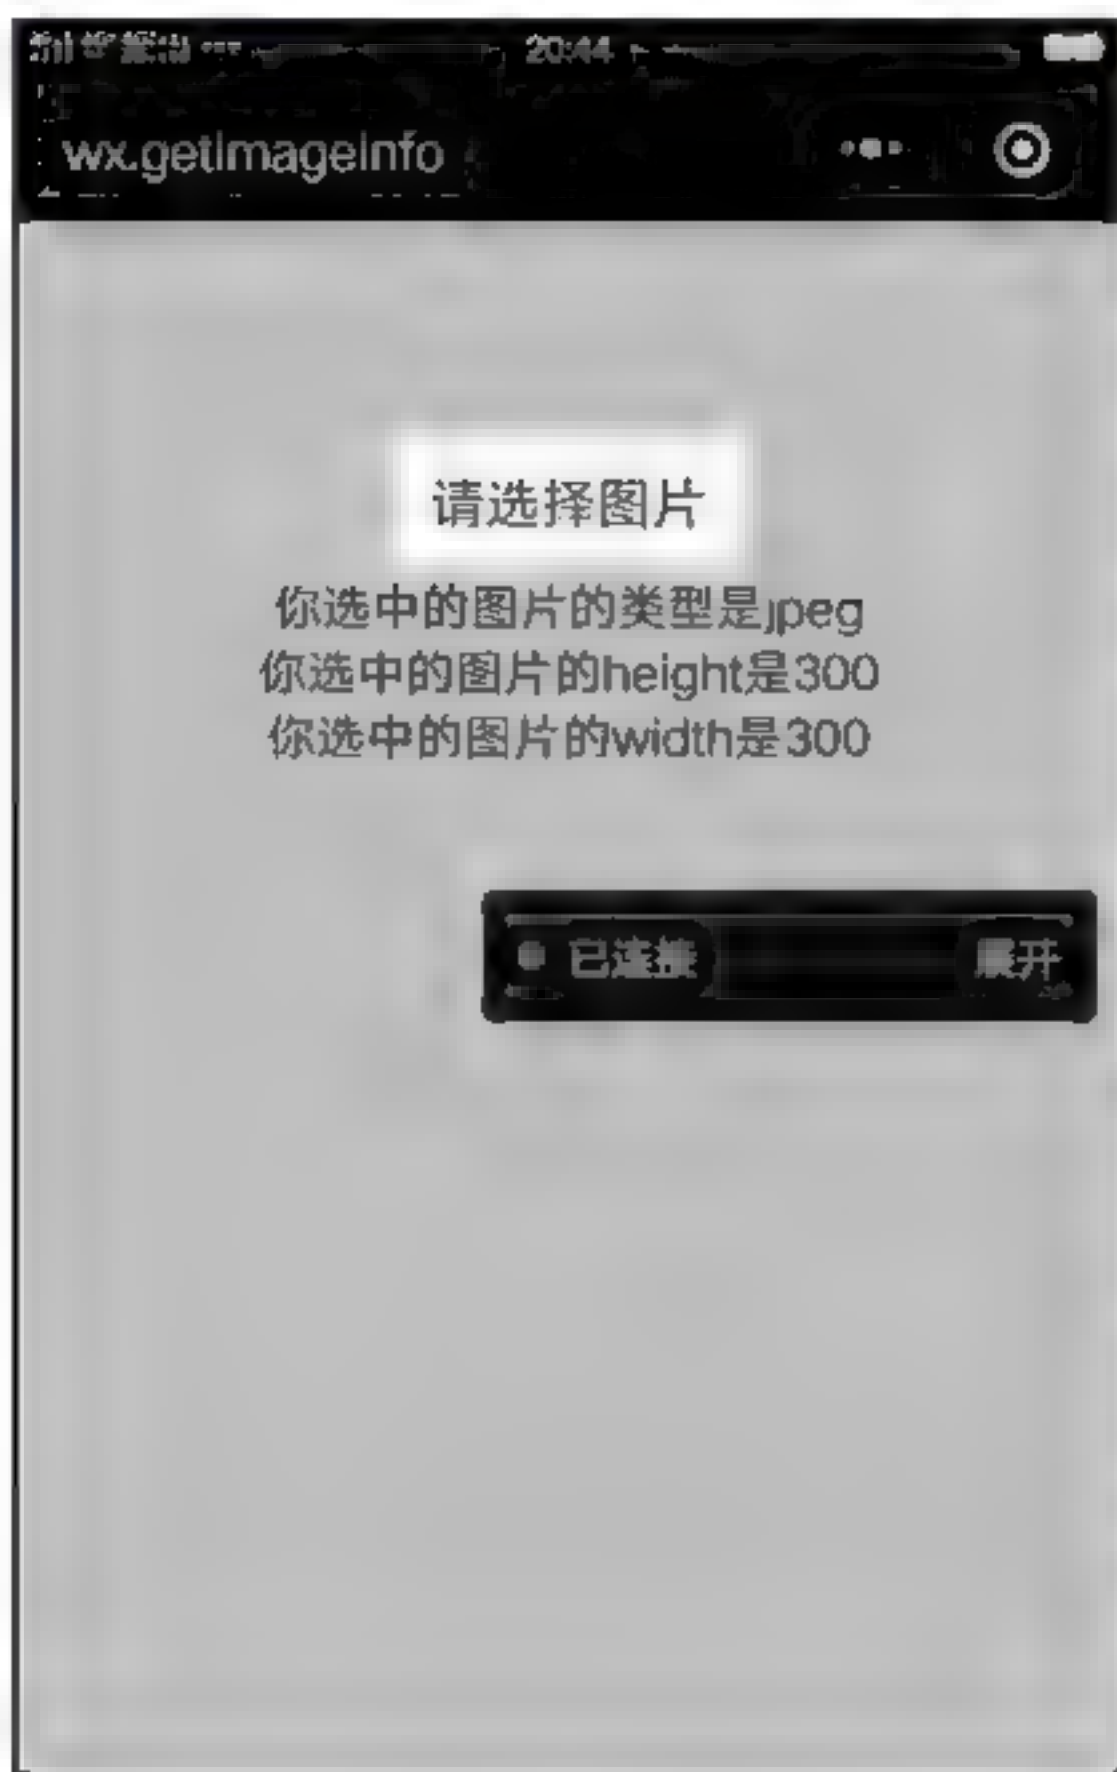 20:44
wx.getImageInfo
请选择图片
你选中的图片的类型是jpeg
你选中的图片的height是300
你选中的图片的width是300
已连接 展开